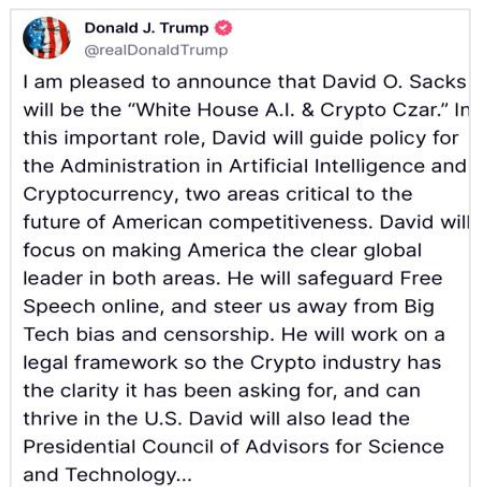 Donald J. Trump
@realDonaldTrump
I am pleased to announce that David O. Sacks
will be the “White House A.I. & Crypto Czar.” In
this important role, David will guide policy for
the Administration in Artificial Intelligence and
Cryptocurrency, two areas critical to the
future of American competitiveness. David will
focus on making America the clear global
leader in both areas. He will safeguard Free
Speech online, and steer us away from Big
Tech bias and censorship. He will work on a
legal framework so the Crypto industry has
the clarity it has been asking for, and can
thrive in the U.S. David will also lead the
Presidential Council of Advisors for Science
and Technology...